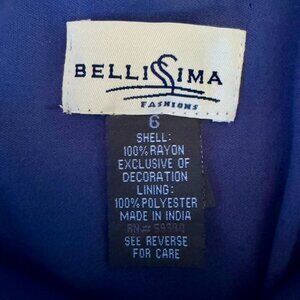 BELLISSIMA
FASHIONS
6
SHELL:
100% RAYON
EXCLUSIVE OF
DECORATION
LINING:
100% POLYESTER
MADE IN INDIA
RN#
SEE REVERSE
FOR CARE